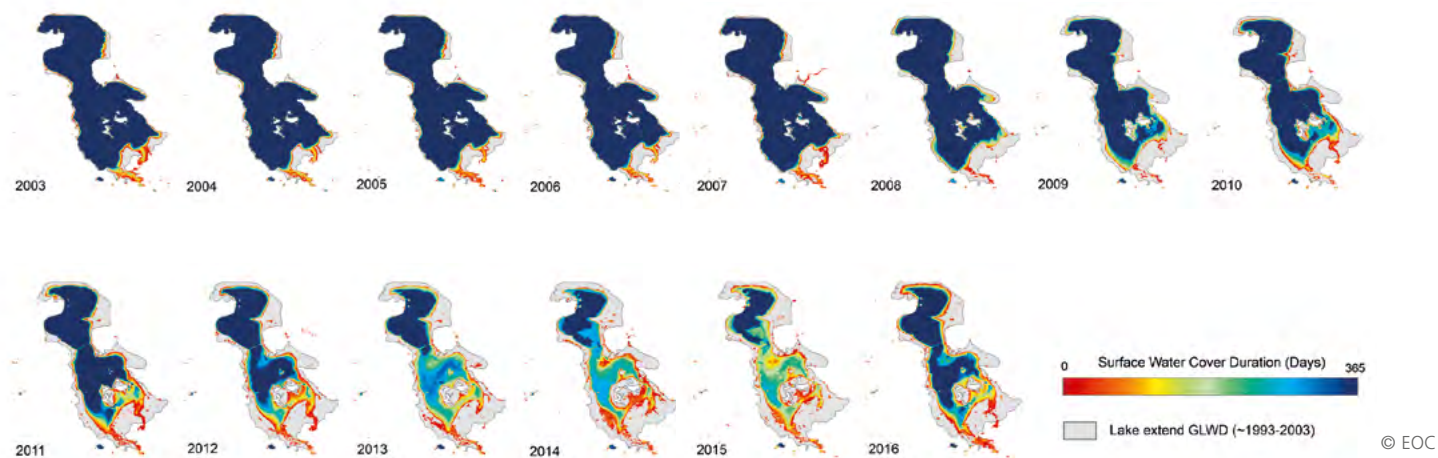 2003 2004 2005 2006 2007 2008 2009 2010
2011 2012 2013 2014 2015 2016
0 Surface Water Cover Duration (Days) 365
Lake extend GLWD (~1993-2003)
© EOC